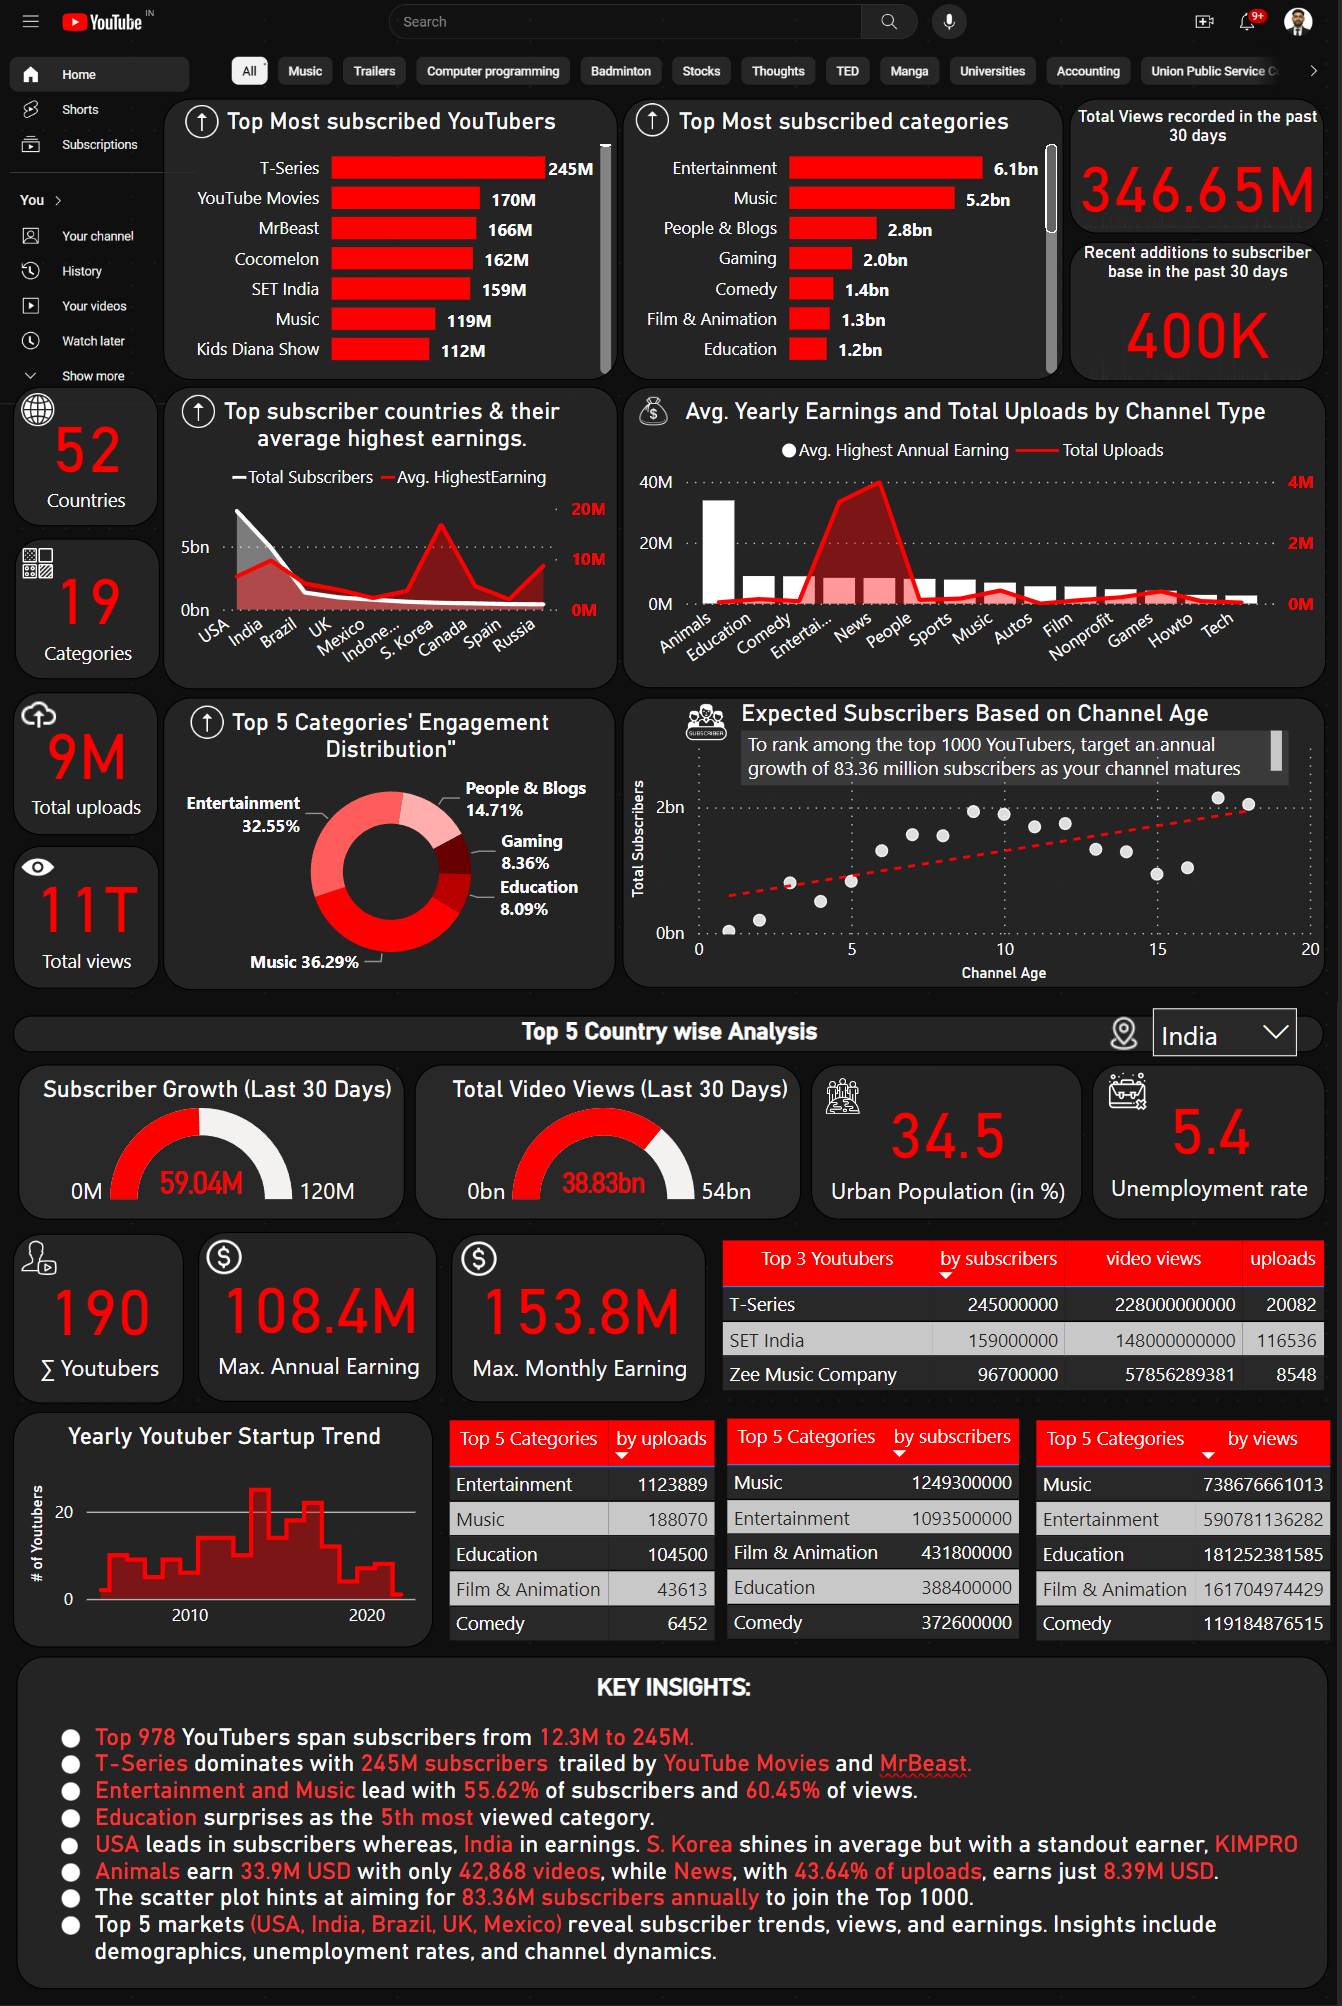 YouTube IN
Search
9+
Home
Shorts
Subscriptions
You
Your channel
History
Your videos
Watch later
Show more
All
Music
Trailers
Computer programming
Badminton
Stocks
Thoughts
TED
Manga
Universities
Accounting
Union Public Service C
Top Most subscribed YouTubers
T-Series 245M
YouTube Movies 170M
MrBeast 166M
Cocomelon 162M
SET India 159M
Music 119M
Kids Diana Show 112M
Top Most subscribed categories
Entertainment 6.1bn
Music 5.2bn
People & Blogs 2.8bn
Gaming 2.0bn
Comedy 1.4bn
Film & Animation 1.3bn
Education 1.2bn
Total Views recorded in the past
30 days
346.65M
Recent additions to subscriber
base in the past 30 days
400K
52
Countries
19
Categories
9M
Total uploads
11T
Total views
Top subscriber countries & their
average highest earnings.
Total Subscribers Avg. HighestEarning
20M
5bn 10M
0bn 0M
USA India Brazil UK Mexico Indone... S. Korea Canada Spain Russia
Avg. Yearly Earnings and Total Uploads by Channel Type
Avg. Highest Annual Earning Total Uploads
40M 4M
20M 2M
0M 0M
Animals Education Comedy Entertai... News People Sports Music Autos Film Nonprofit Games Howto Tech
Top 5 Categories' Engagement
Distribution"
Entertainment
32.55%
People & Blogs
14.71%
Gaming
8.36%
Education
8.09%
Music 36.29%
SUBSCRIBER
Expected Subscribers Based on Channel Age
To rank among the top 1000 YouTubers, target an annual
growth of 83.36 million subscribers as your channel matures
Total Subscribers
2bn
0bn
0 5 10 15 20
Channel Age
Top 5 Country wise Analysis
India
Subscriber Growth (Last 30 Days)
0M 59.04M 120M
Total Video Views (Last 30 Days)
0bn 38.83bn 54bn
34.5
Urban Population (in %)
5.4
Unemployment rate
190
∑ Youtubers
108.4M
Max. Annual Earning
153.8M
Max. Monthly Earning
Top 3 Youtubers by subscribers video views uploads
T-Series 245000000 228000000000 20082
SET India 159000000 148000000000 116536
Zee Music Company 96700000 57856289381 8548
Yearly Youtuber Startup Trend
# of Youtubers
20
0
2010 2020
Top 5 Categories by uploads
Entertainment 1123889
Music 188070
Education 104500
Film & Animation 43613
Comedy 6452
Top 5 Categories by subscribers
Music 1249300000
Entertainment 1093500000
Film & Animation 431800000
Education 388400000
Comedy 372600000
Top 5 Categories by views
Music 738676661013
Entertainment 590781136282
Education 181252381585
Film & Animation 161704974429
Comedy 119184876515
KEY INSIGHTS:
Top 978 YouTubers span subscribers from 12.3M to 245M.
T-Series dominates with 245M subscribers trailed by YouTube Movies and MrBeast.
Entertainment and Music lead with 55.62% of subscribers and 60.45% of views.
Education surprises as the 5th most viewed category.
USA leads in subscribers whereas, India in earnings. S. Korea shines in average but with a standout earner, KIMPRO
Animals earn 33.9M USD with only 42,868 videos, while News, with 43.64% of uploads, earns just 8.39M USD.
The scatter plot hints at aiming for 83.36M subscribers annually to join the Top 1000.
Top 5 markets (USA, India, Brazil, UK, Mexico) reveal subscriber trends, views, and earnings. Insights include
demographics, unemployment rates, and channel dynamics.